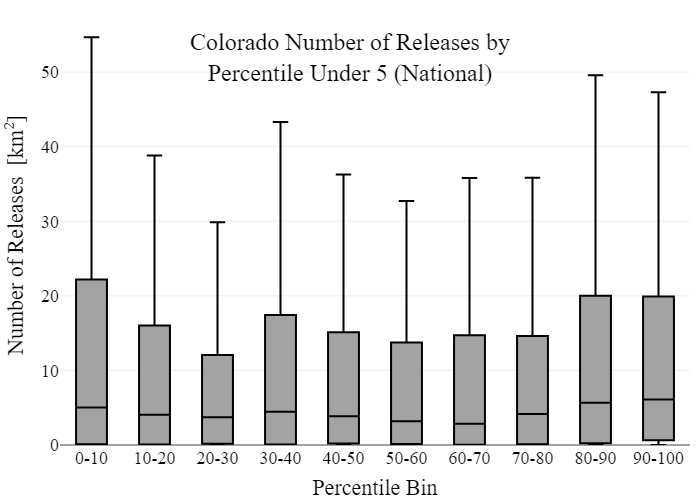 Colorado Number of Releases by
Percentile Under 5 (National)
Number of Releases [km²]
50
40
30
20
10
0
0-10 10-20 20-30 30-40 40-50 50-60 60-70 70-80 80-90 90-100
Percentile Bin